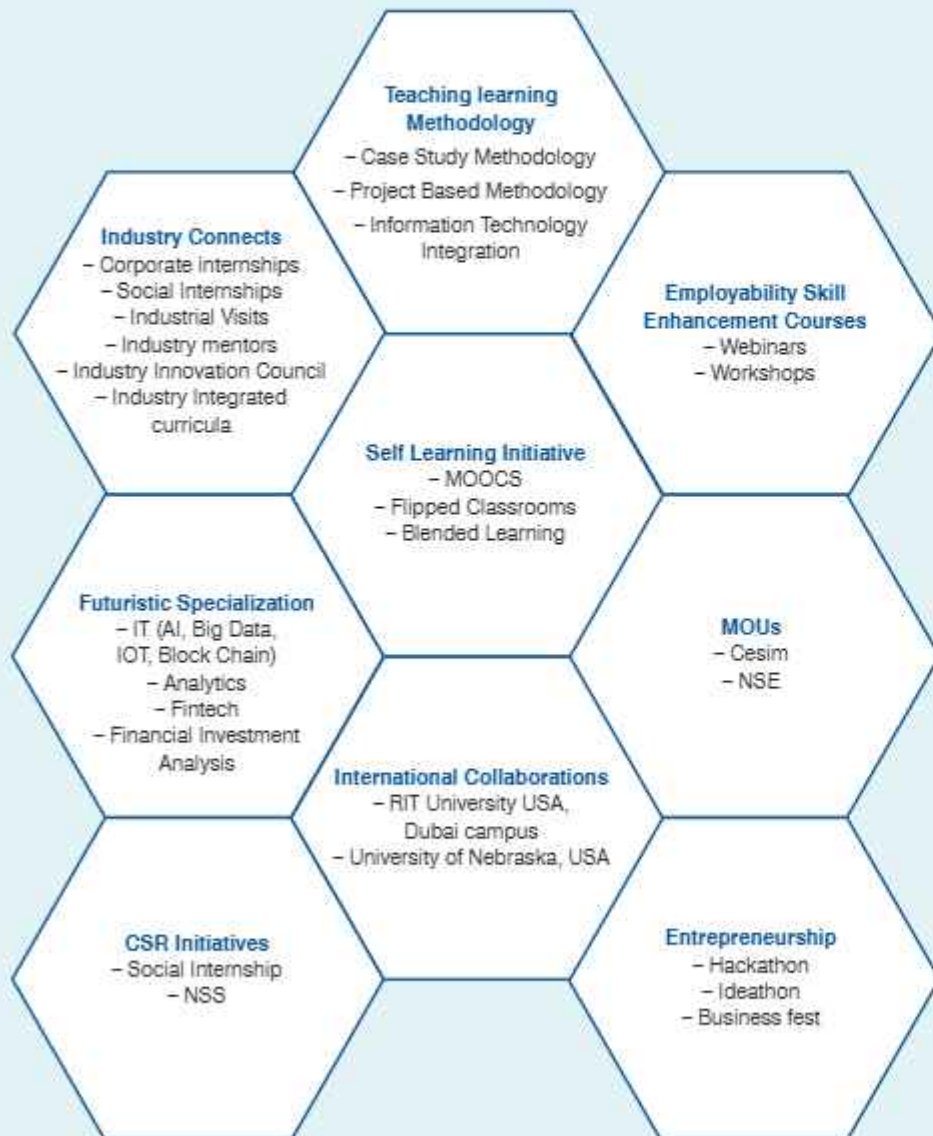 Teaching learning
Methodology
– Case Study Methodology
– Project Based Methodology
– Information Technology
Integration
Industry Connects
– Corporate internships
– Social Internships
– Industrial Visits
– Industry mentors
– Industry Innovation Council
– Industry Integrated
curricula
Employability Skill
Enhancement Courses
– Webinars
– Workshops
Self Learning Initiative
– MOOCS
– Flipped Classrooms
– Blended Learning
Futuristic Specialization
– IT (AI, Big Data,
IOT, Block Chain)
– Analytics
– Fintech
– Financial Investment
Analysis
MOUs
– Cesim
– NSE
International Collaborations
– RIT University USA,
Dubai campus
– University of Nebraska, USA
CSR Initiatives
– Social Internship
– NSS
Entrepreneurship
– Hackathon
– Ideathon
– Business fest